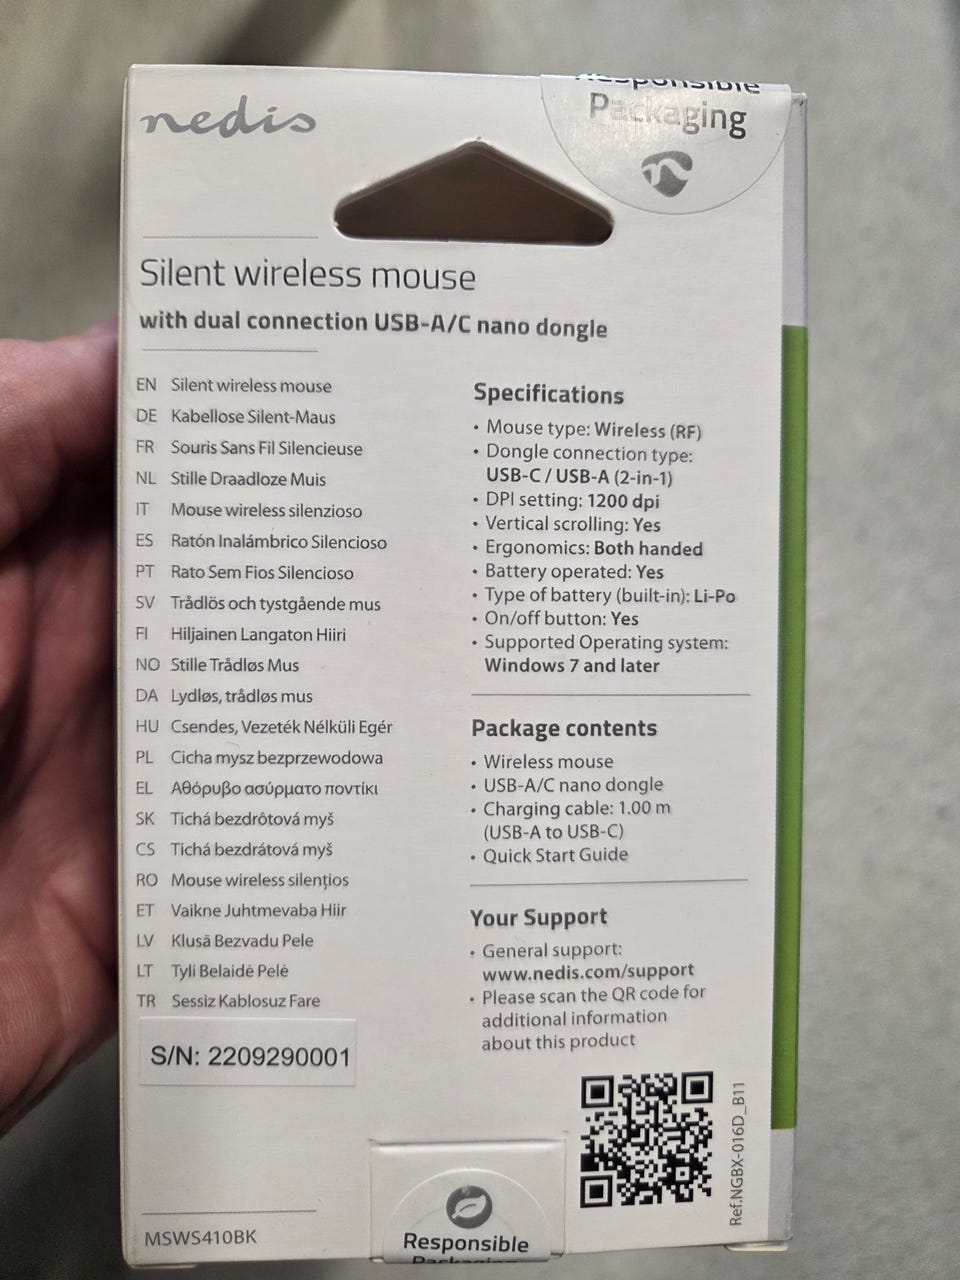 nedis
Responsible
Packaging
Silent wireless mouse
with dual connection USB-A/C nano dongle
EN Silent wireless mouse
DE Kabellose Silent-Maus
FR Souris Sans Fil Silencieuse
NL Stille Draadloze Muis
IT Mouse wireless silenzioso
ES Ratón Inalámbrico Silencioso
PT Rato Sem Fios Silencioso
SV Trådlös och tystgående mus
FI Hiljainen Langaton Hiiri
NO Stille Trådløs Mus
DA Lydløs, trådløs mus
HU Csendes, Vezeték Nélküli Egér
PL Cicha mysz bezprzewodowa
EL Αθόρυβο ασύρματο ποντίκι
SK Tichá bezdrôtová myš
CS Tichá bezdrátová myš
RO Mouse wireless silențios
ET Vaikne Juhtmevaba Hiir
LV Klusā Bezvadu Pele
LT Tyli Belaidė Pelė
TR Sessiz Kablosuz Fare
S/N: 2209290001
MSWS410BK
Specifications
• Mouse type: Wireless (RF)
• Dongle connection type:
USB-C / USB-A (2-in-1)
• DPI setting: 1200 dpi
• Vertical scrolling: Yes
• Ergonomics: Both handed
• Battery operated: Yes
• Type of battery (built-in): Li-Po
• On/off button: Yes
• Supported Operating system:
Windows 7 and later
Package contents
• Wireless mouse
• USB-A/C nano dongle
• Charging cable: 1.00 m
(USB-A to USB-C)
• Quick Start Guide
Your Support
• General support:
www.nedis.com/support
• Please scan the QR code for
additional information
about this product
Ref.NGBX-016D_B11
Responsible
Packaging